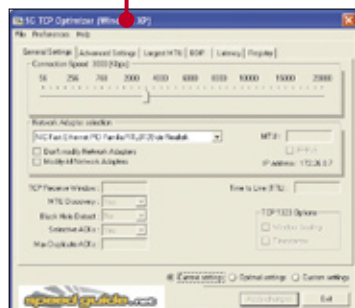 SG TCP Optimizer (Windows XP)
File Preferences Help
General Settings Advanced Settings Largest MTU BDP Latency Registry
Connection Speed
56 256 768 2000 4000 6000 8000 10000 15000 20000
Network Adapter selection
MTU:
Don't modify Network Adapters
Modify All Network Adapters
IP address:
TCP Receive Window:
Time to Live (TTL):
MTU Discovery: Yes
Black Hole Detect
Selective ACKs: Yes
Max Duplicate ACKs:
TCP 1323 Options
Window Scaling
Timestamps
Current settings Optimal settings Custom settings
speedguide.net
Apply changes Exit